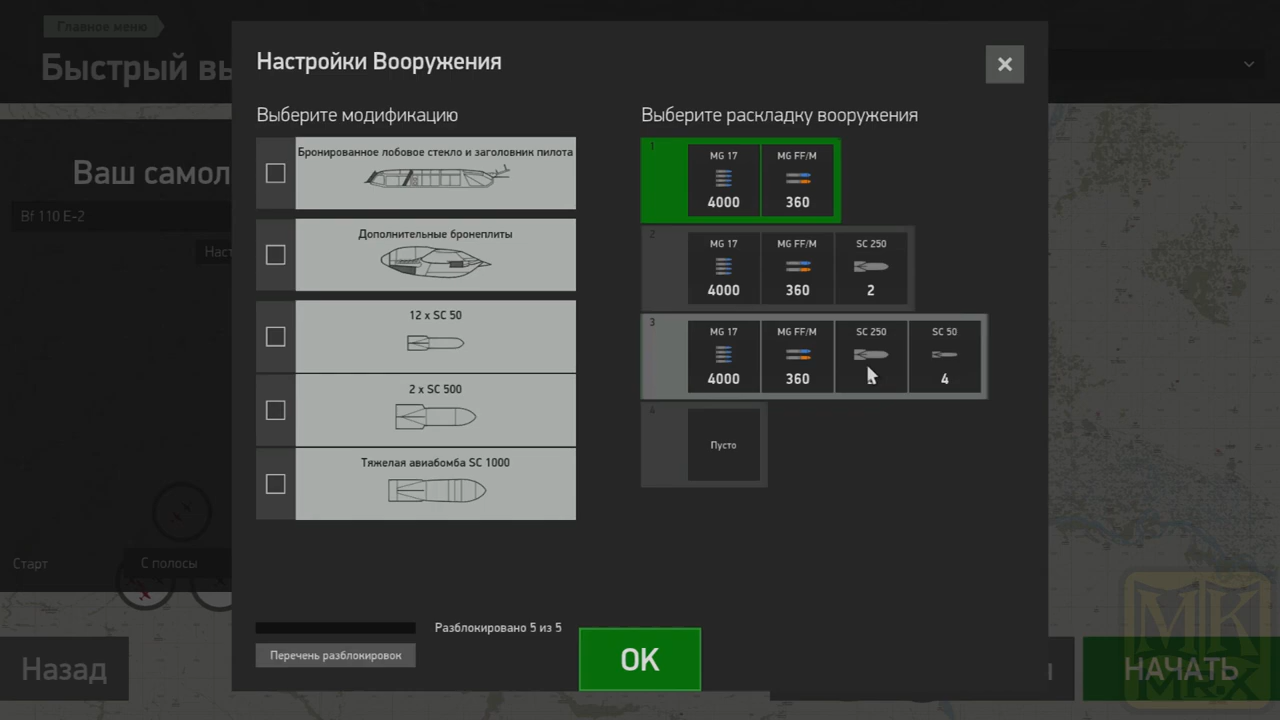 Главное меню
Быстрый вы
Настройки Вооружения
Выберите модификацию
Выберите раскладку вооружения
Бронированное лобовое стекло и заголовник пилота
Дополнительные бронеплиты
12 x SC 50
2 x SC 500
Тяжелая авиабомба SC 1000
1
MG 17
MG FF/M
4000
360
2
MG 17
MG FF/M
SC 250
4000
360
2
3
MG 17
MG FF/M
SC 250
SC 50
4000
360
4
4
Пусто
Ваш самол
Bf 110 E-2
Наст
Старт
С полосы
Разблокировано 5 из 5
Перечень разблокировок
OK
Назад
НАЧАТЬ
MK
MR.X